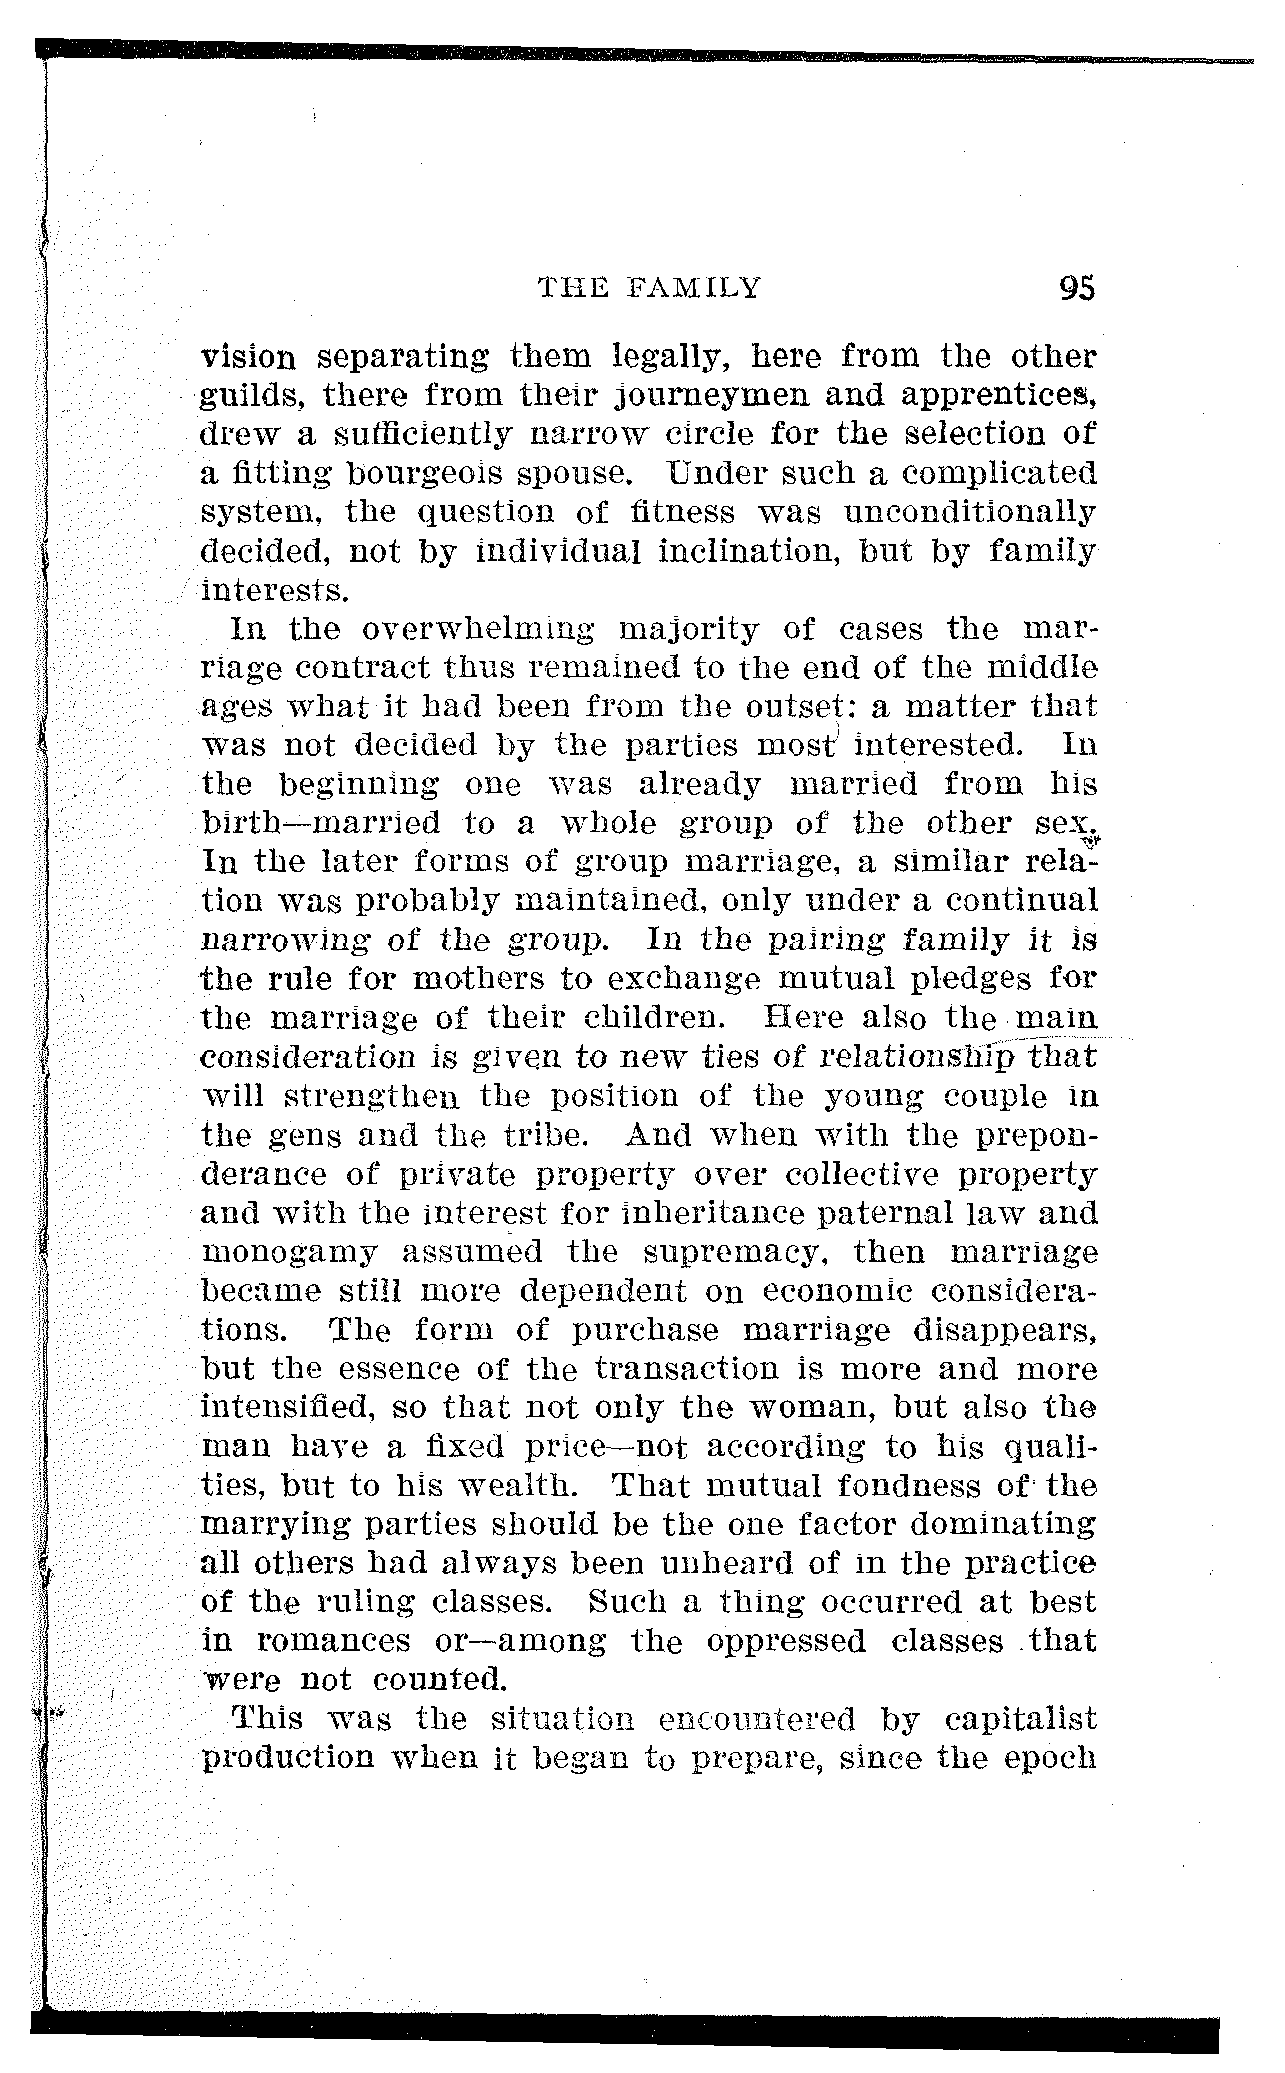 THE FAMILY 95
vision separating them legally, here from the other
guilds, there from their journeymen and apprentices,
drew a sufficiently narrow circle for the selection of
a fitting bourgeois spouse. Under such a complicated
system, the question of fitness was unconditionally
decided, not by individual inclination, but by family
interests.
In the overwhelming majority of cases the mar-
riage contract thus remained to the end of the middle
ages what it had been from the outset: a matter that
was not decided by the parties most interested. In
the beginning one was already married from his
birth—married to a whole group of the other sex.
In the later forms of group marriage, a similar rela-
tion was probably maintained, only under a continual
narrowing of the group. In the pairing family it is
the rule for mothers to exchange mutual pledges for
the marriage of their children. Here also the main
consideration is given to new ties of relationship that
will strengthen the position of the young couple in
the gens and the tribe. And when with the prepon-
derance of private property over collective property
and with the interest for inheritance paternal law and
monogamy assumed the supremacy, then marriage
became still more dependent on economic considera-
tions. The form of purchase marriage disappears,
but the essence of the transaction is more and more
intensified, so that not only the woman, but also the
man have a fixed price—not according to his quali-
ties, but to his wealth. That mutual fondness of the
marrying parties should be the one factor dominating
all others had always been unheard of in the practice
of the ruling classes. Such a thing occurred at best
in romances or—among the oppressed classes that
were not counted.
This was the situation encountered by capitalist
production when it began to prepare, since the epoch